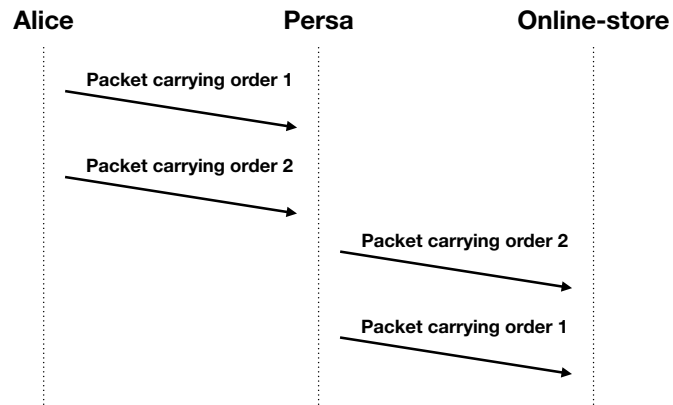 Alice
Persa
Online-store
Packet carrying order 1
Packet carrying order 2
Packet carrying order 2
Packet carrying order 1